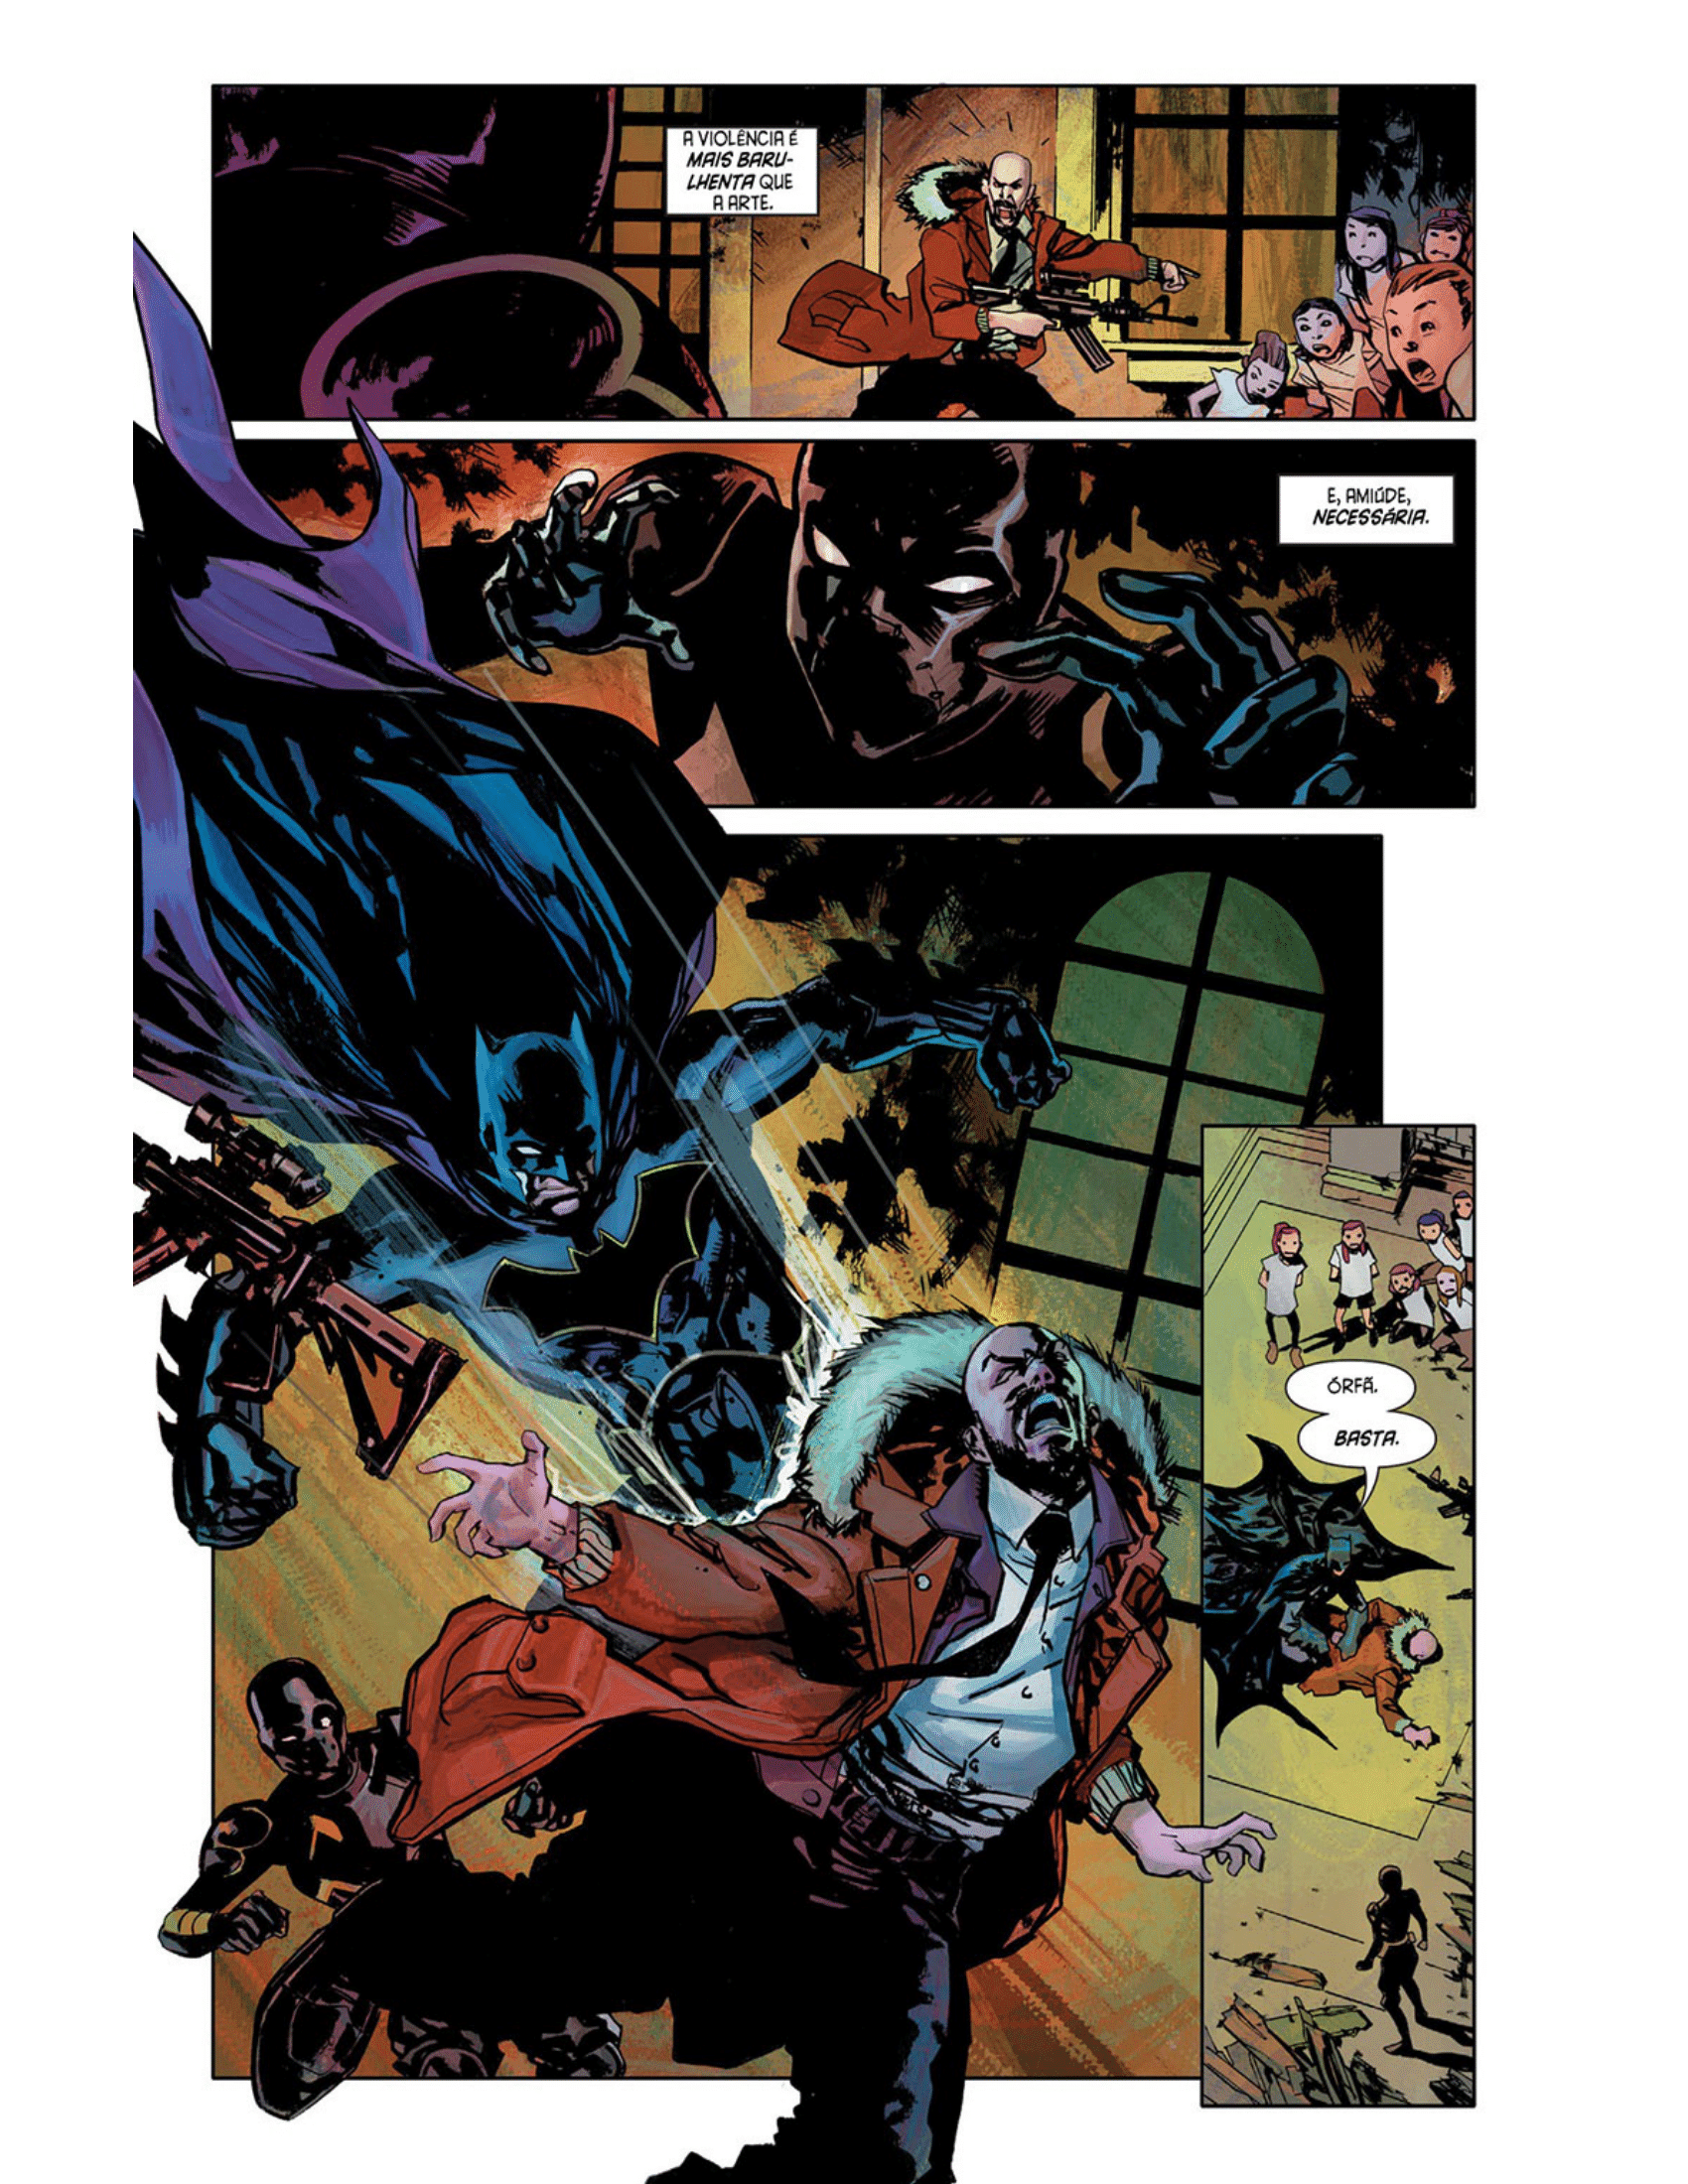 A VIOLÊNCIA É
MAIS BARU-
LHENTA QUE
A ARTE.
E, AMIÚDE,
NECESSÁRIA.
ÓRFÃ.
BASTA.